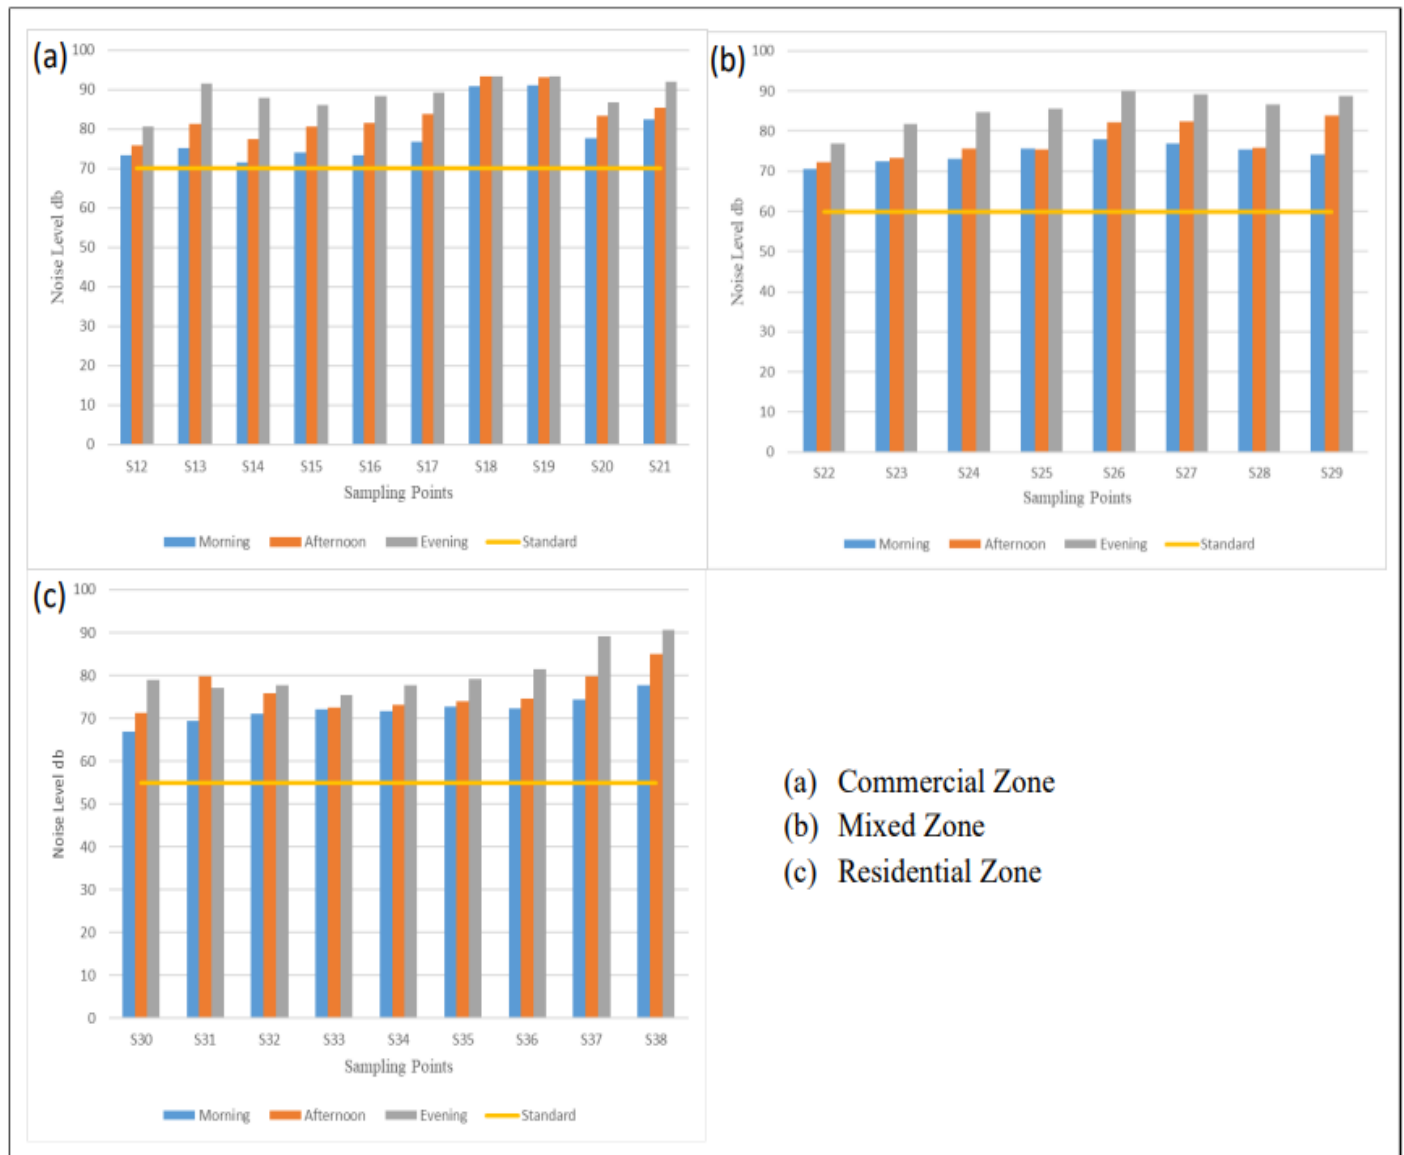 (a)
100
90
80
70
60
50
40
30
20
10
0
Noise Level db
S12 S13 S14 S15 S16 S17 S18 S19 S20 S21
Sampling Points
Morning Afternoon Evening Standard
(b)
100
90
80
70
60
50
40
30
20
10
0
Noise Level db
S22 S23 S24 S25 S26 S27 S28 S29
Sampling Points
Morning Afternoon Evening Standard
(c)
100
90
80
70
60
50
40
30
20
10
0
Noise Level db
S30 S31 S32 S33 S34 S35 S36 S37 S38
Sampling Points
Morning Afternoon Evening Standard
(a) Commercial Zone
(b) Mixed Zone
(c) Residential Zone